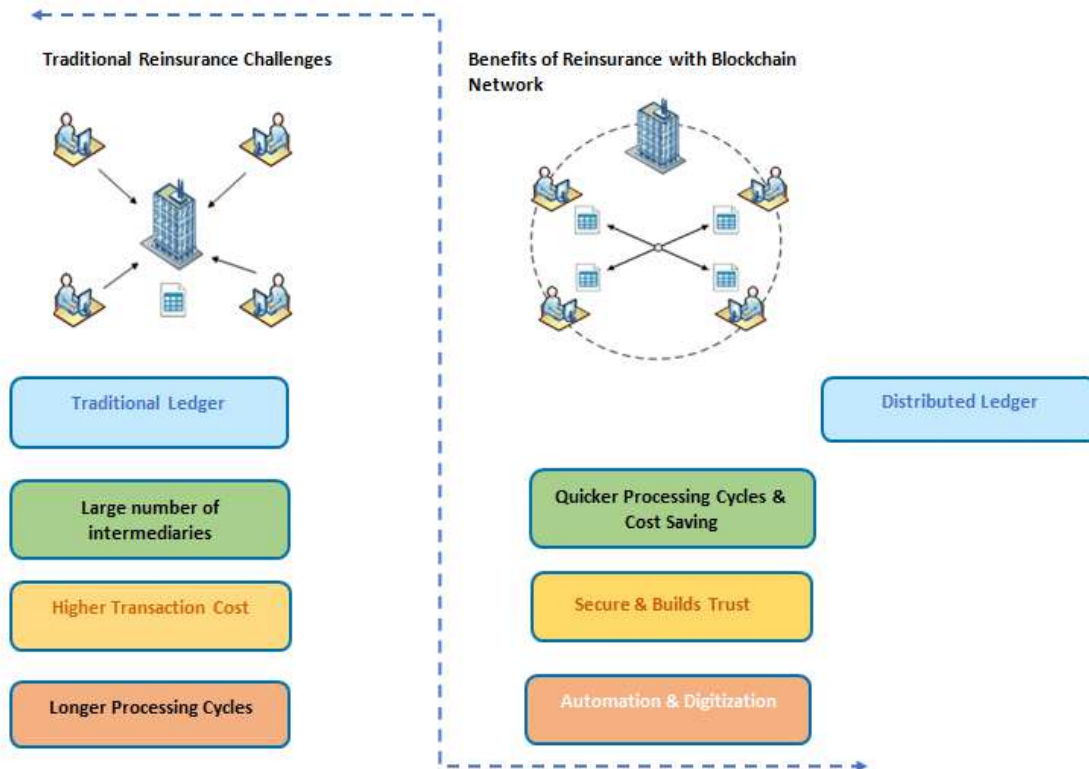 Traditional Reinsurance Challenges
Benefits of Reinsurance with Blockchain
Network
Traditional Ledger
Large number of
intermediaries
Higher Transaction Cost
Longer Processing Cycles
Distributed Ledger
Quicker Processing Cycles &
Cost Saving
Secure & Builds Trust
Automation & Digitization